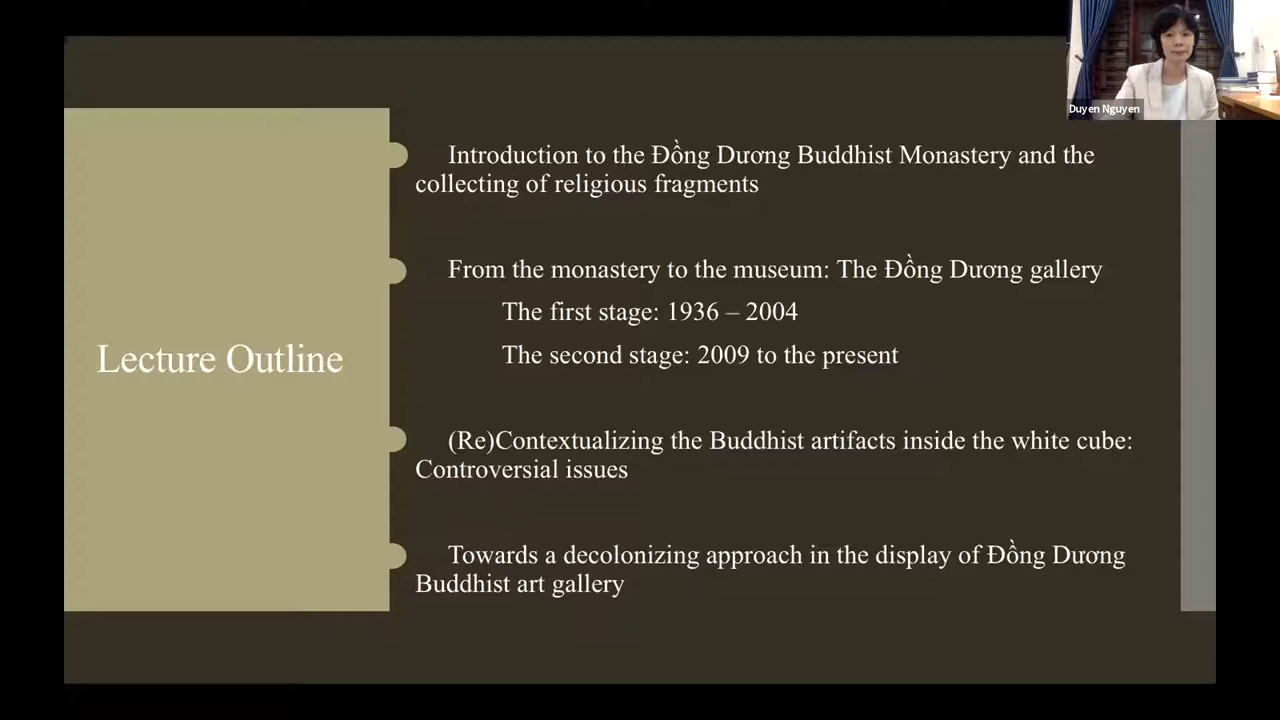 Duyen Nguyen
Lecture Outline
Introduction to the Đồng Dương Buddhist Monastery and the
collecting of religious fragments
From the monastery to the museum: The Đồng Dương gallery
The first stage: 1936 – 2004
The second stage: 2009 to the present
(Re)Contextualizing the Buddhist artifacts inside the white cube:
Controversial issues
Towards a decolonizing approach in the display of Đồng Dương
Buddhist art gallery